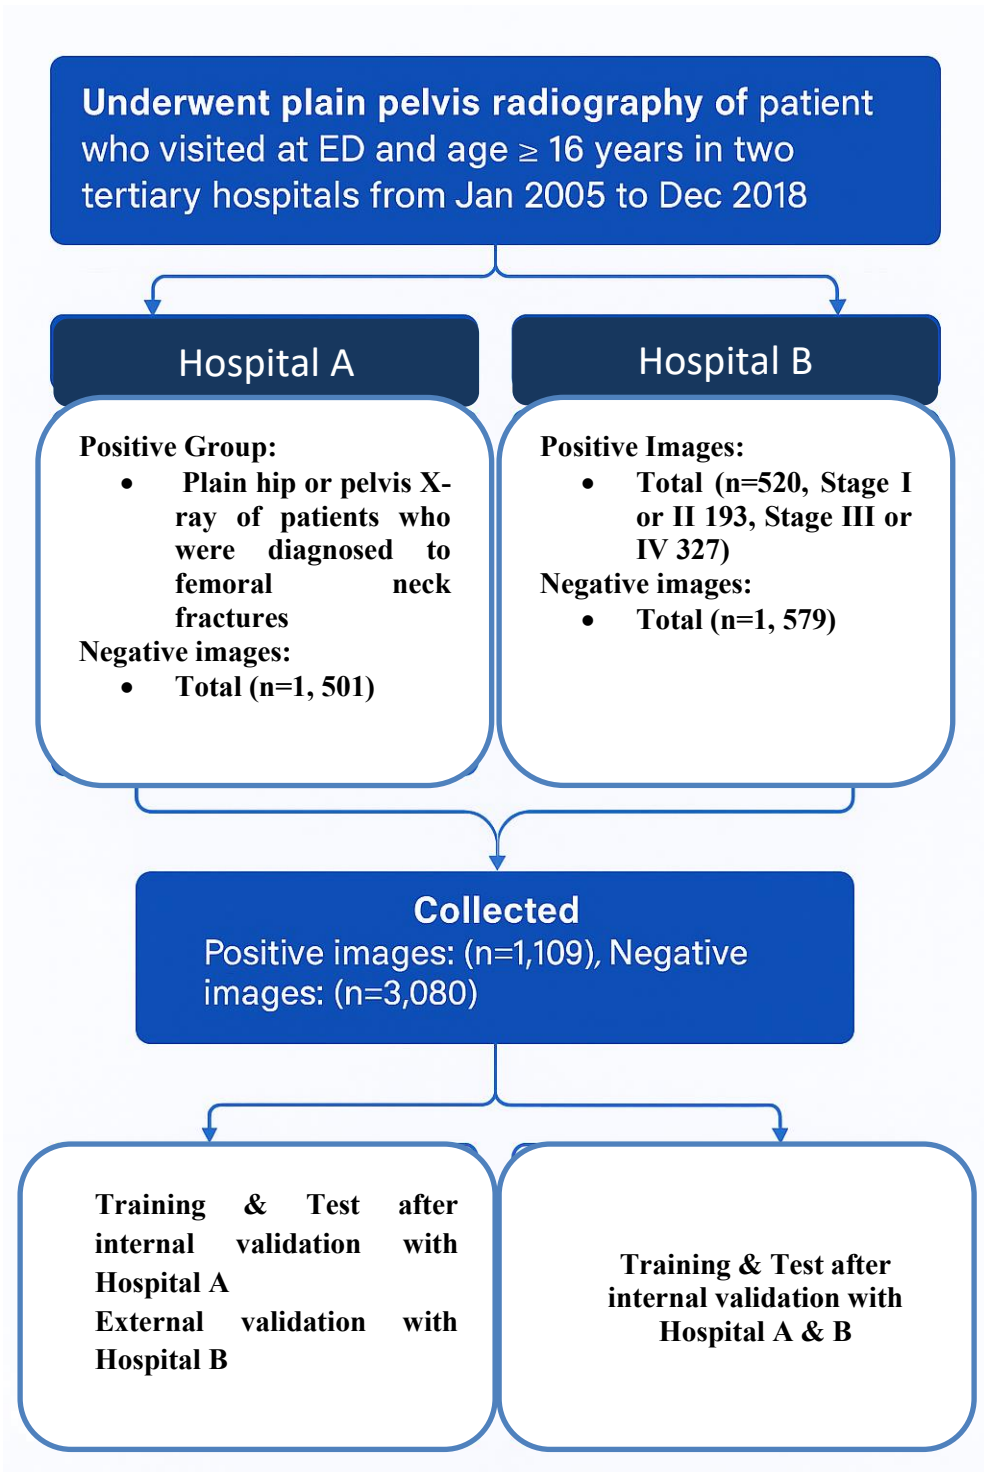 Underwent plain pelvis radiography of patient
who visited at ED and age ≥ 16 years in two
tertiary hospitals from Jan 2005 to Dec 2018
Hospital A
Positive Group:
• Plain hip or pelvis X-
ray of patients who
were diagnosed to
femoral neck
fractures
Negative images:
• Total (n=1, 501)
Hospital B
Positive Images:
• Total (n=520, Stage I
or II 193, Stage III or
IV 327)
Negative images:
• Total (n=1, 579)
Collected
Positive images: (n=1,109), Negative
images: (n=3,080)
Training & Test after
internal validation with
Hospital A
External validation with
Hospital B
Training & Test after
internal validation with
Hospital A & B